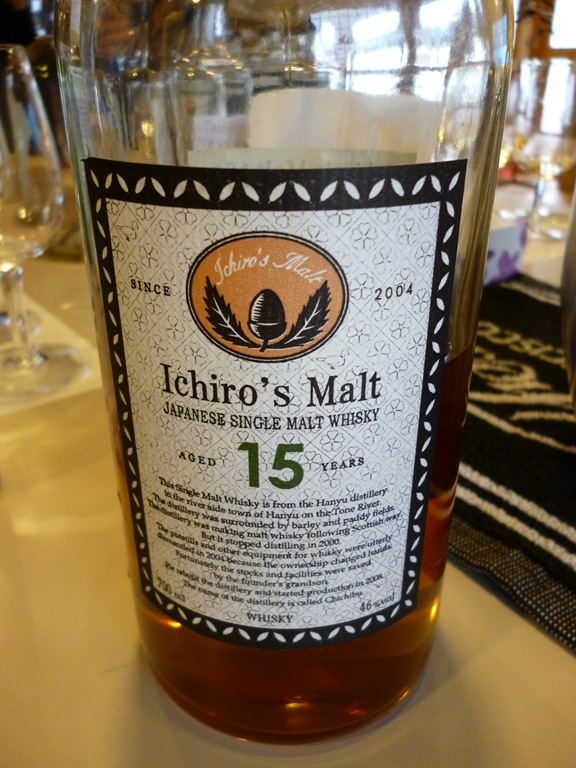 Ichiro's Malt
SINCE 2004
Ichiro's Malt
JAPANESE SINGLE MALT WHISKY
AGED 15 YEARS
This Single Malt Whisky is from the Hanyu distillery
in the river side town of Hanyu on the Tone River.
The distillery was surrounded by barley and paddy fields.
The distillery was making malt whisky following Scottish way.
But it stopped distilling in 2000.
The potstills and other equipment for whisky were utterly
dismantled in 2004 because the ownership changed hands.
Fortunately the stocks and facilities were saved
by the founder's grandson.
He rebuild the distillery and started production in 2008.
The name of the distillery is called Chichibu.
700 ml 46%vol
WHISKY